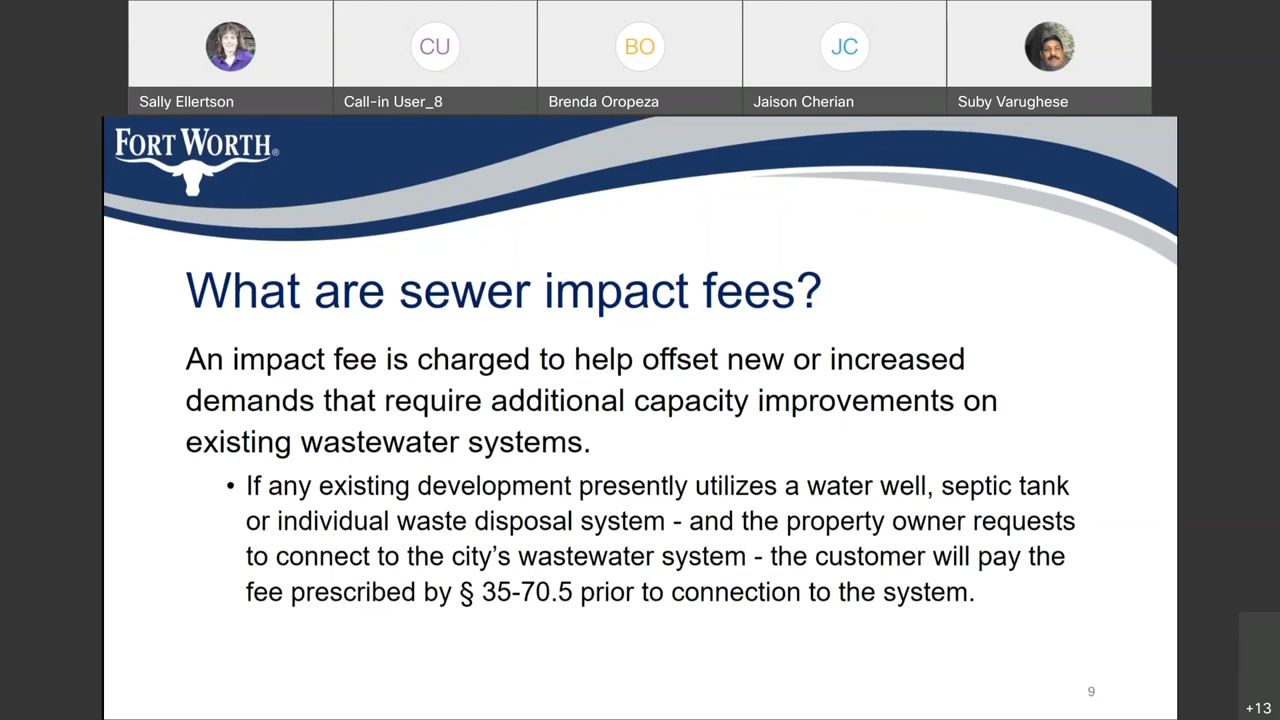 CU
BO
JC
Sally Ellertson
Call-in User_8
Brenda Oropeza
Jaison Cherian
Suby Varughese
FORT WORTH®
What are sewer impact fees?
An impact fee is charged to help offset new or increased
demands that require additional capacity improvements on
existing wastewater systems.
• If any existing development presently utilizes a water well, septic tank
or individual waste disposal system - and the property owner requests
to connect to the city's wastewater system - the customer will pay the
fee prescribed by § 35-70.5 prior to connection to the system.
9
+13